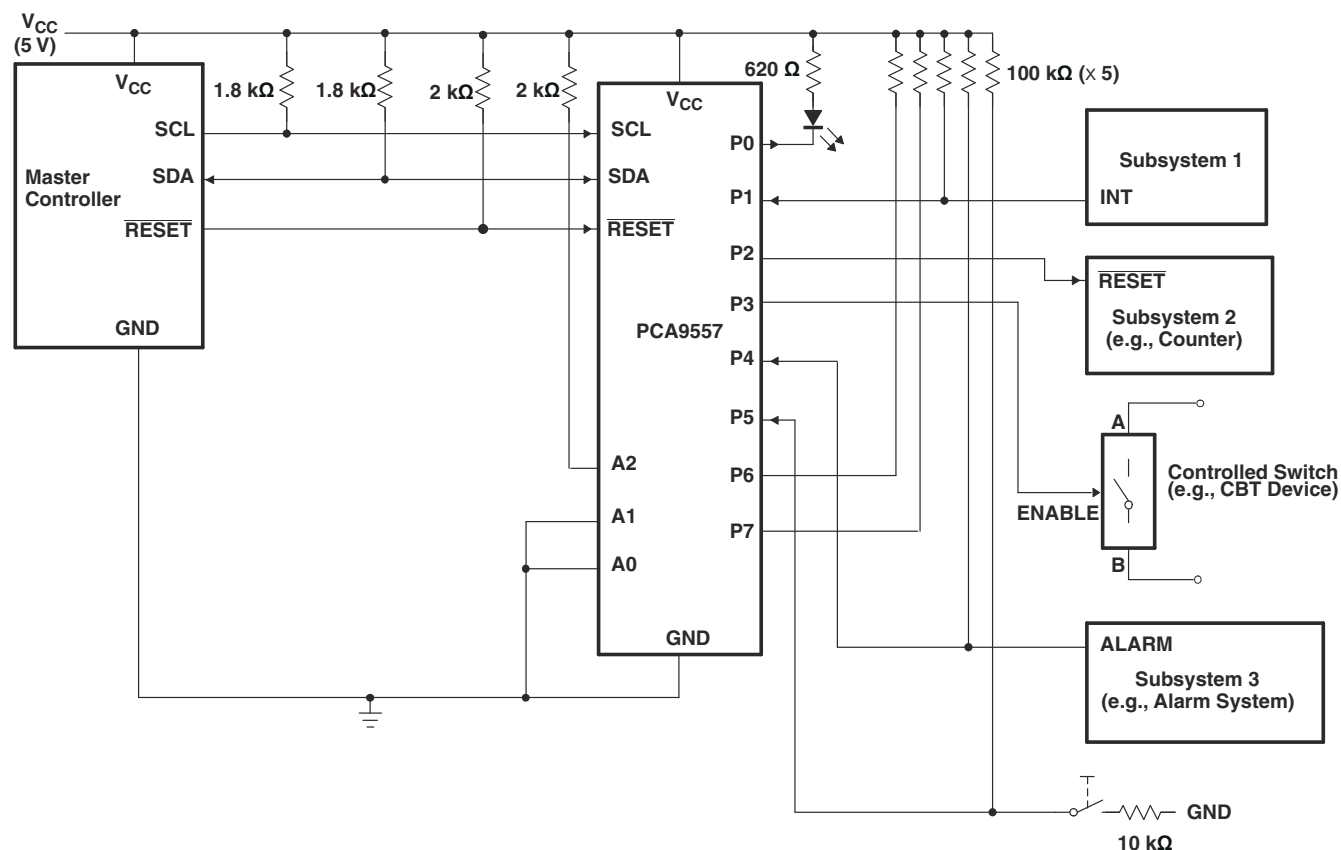 VCC
(5 V)
VCC
SCL
SDA
Master
Controller
RESET
GND
1.8 kΩ
1.8 kΩ
2 kΩ
2 kΩ
VCC
SCL
SDA
RESET
PCA9557
A2
A1
A0
GND
P0
P1
P2
P3
P4
P5
P6
P7
620 Ω
100 kΩ (x 5)
Subsystem 1
INT
RESET
Subsystem 2
(e.g., Counter)
A
Controlled Switch
(e.g., CBT Device)
ENABLE
B
ALARM
Subsystem 3
(e.g., Alarm System)
GND
10 kΩ